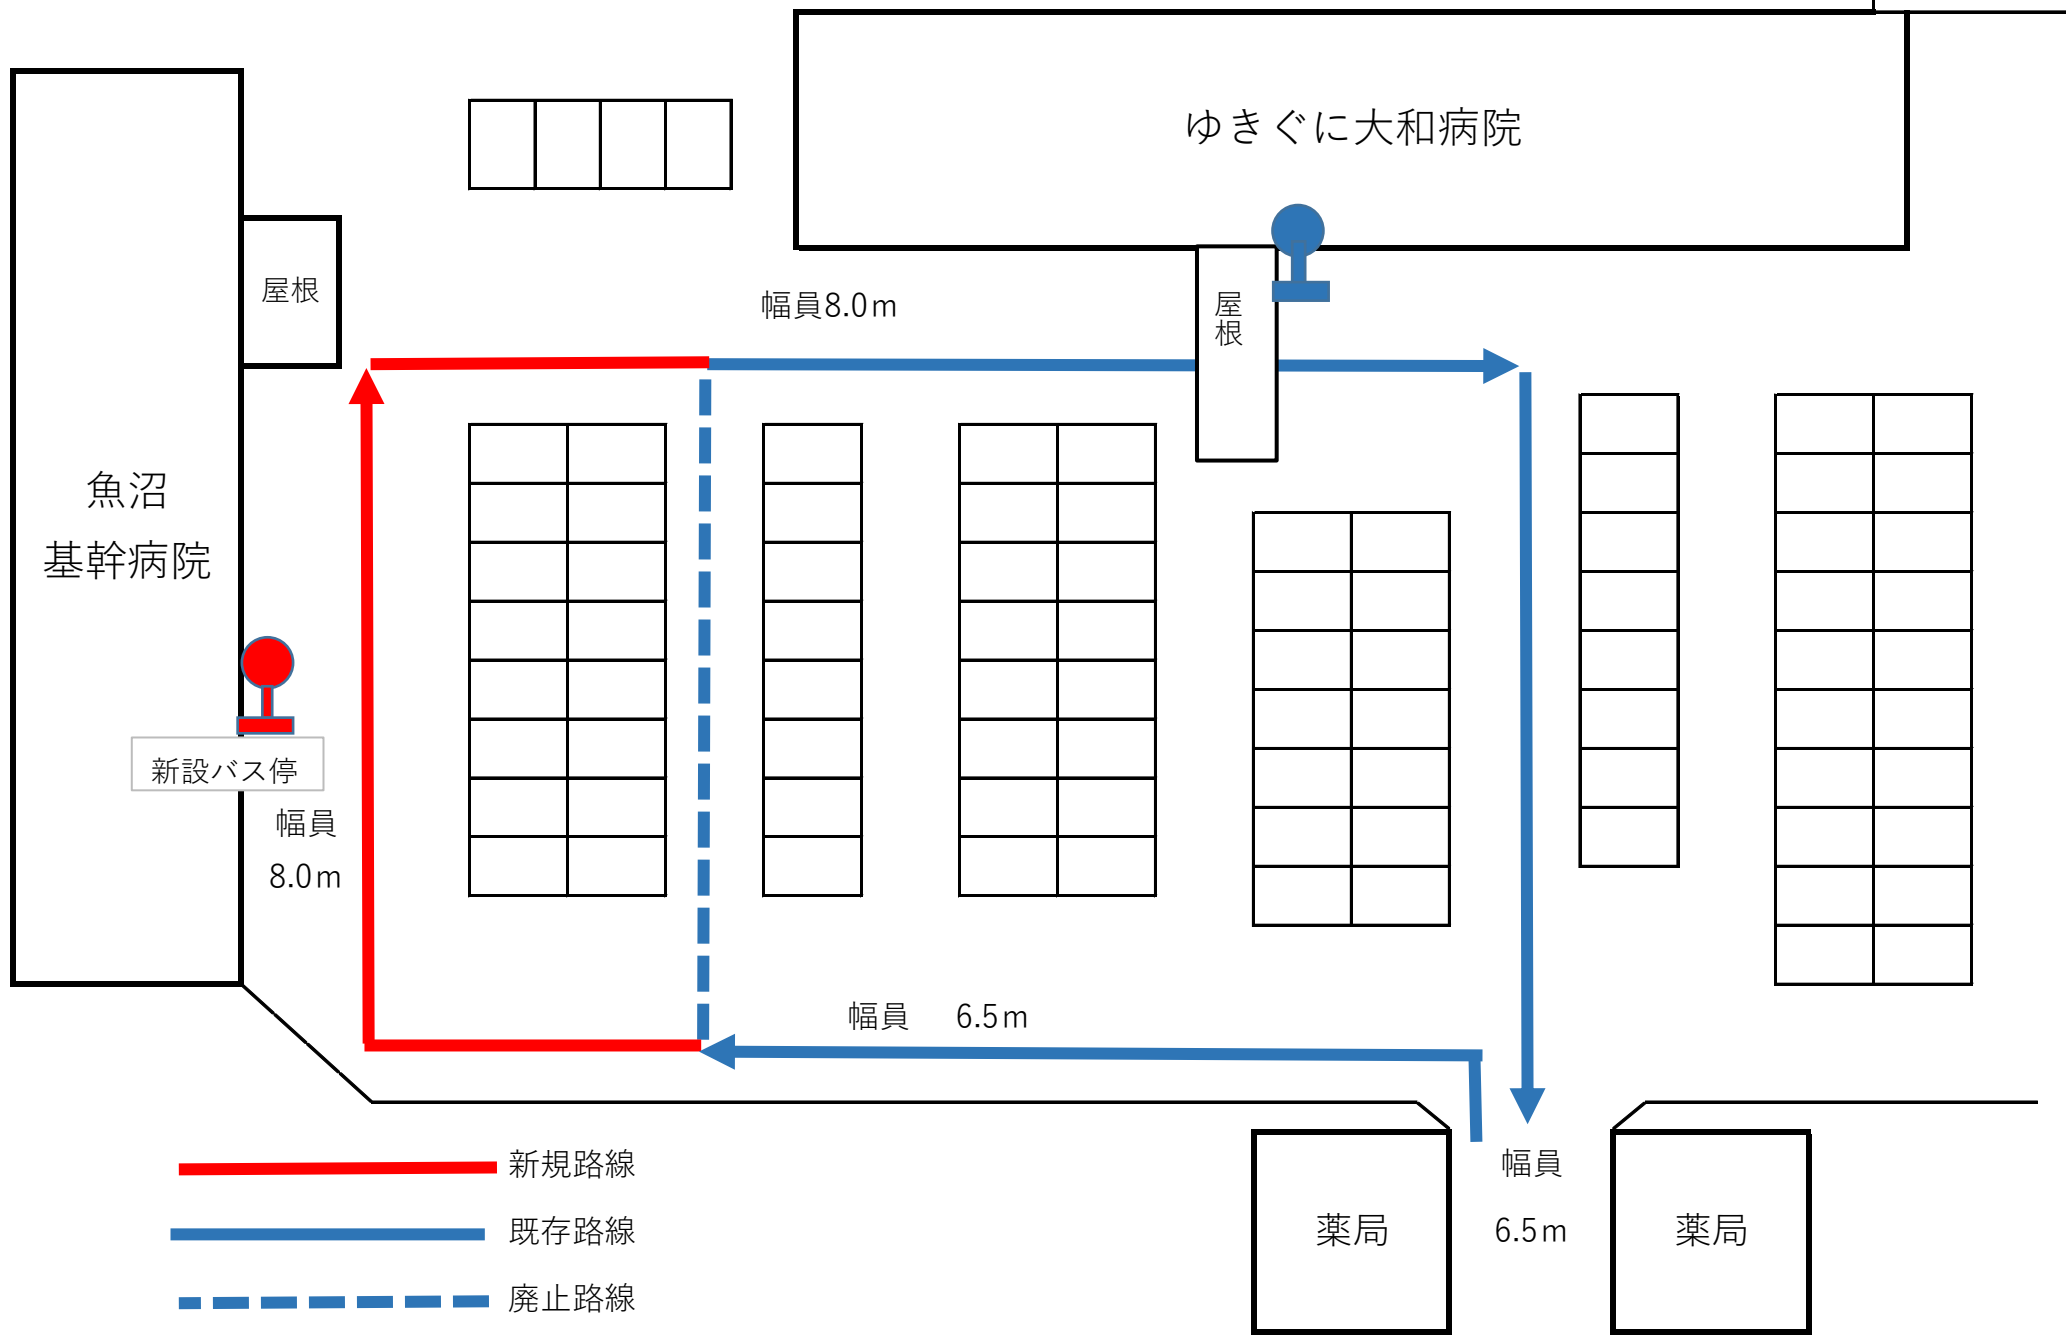 ゆきぐに大和病院
屋根
幅員8.0m
屋根
魚沼
基幹病院
新設バス停
幅員
8.0m
幅員 6.5m
新規路線
既存路線
廃止路線
薬局
幅員
6.5m
薬局